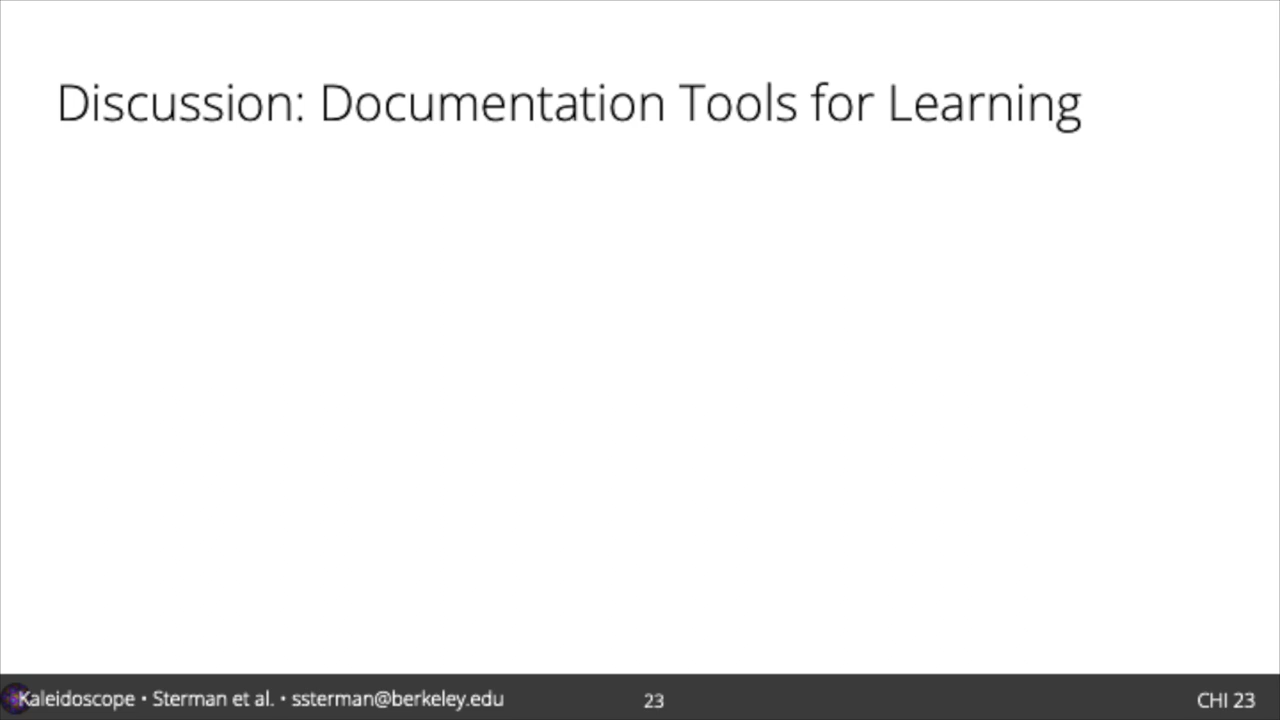 Discussion: Documentation Tools for Learning
Kaleidoscope • Sterman et al. • ssterman@berkeley.edu
23
CHI 23